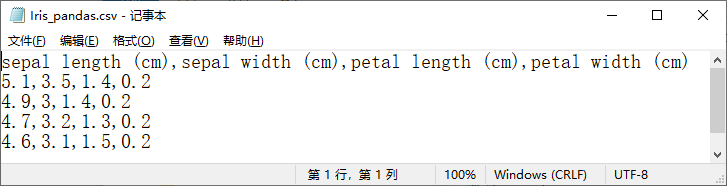 Iris_pandas.csv - 记事本
文件(F) 编辑(E) 格式(O) 查看(V) 帮助(H)
sepal length (cm),sepal width (cm),petal length (cm),petal width (cm)
5.1,3.5,1.4,0.2
4.9,3,1.4,0.2
4.7,3.2,1.3,0.2
4.6,3.1,1.5,0.2
第 1 行，第 1 列 100% Windows (CRLF) UTF-8